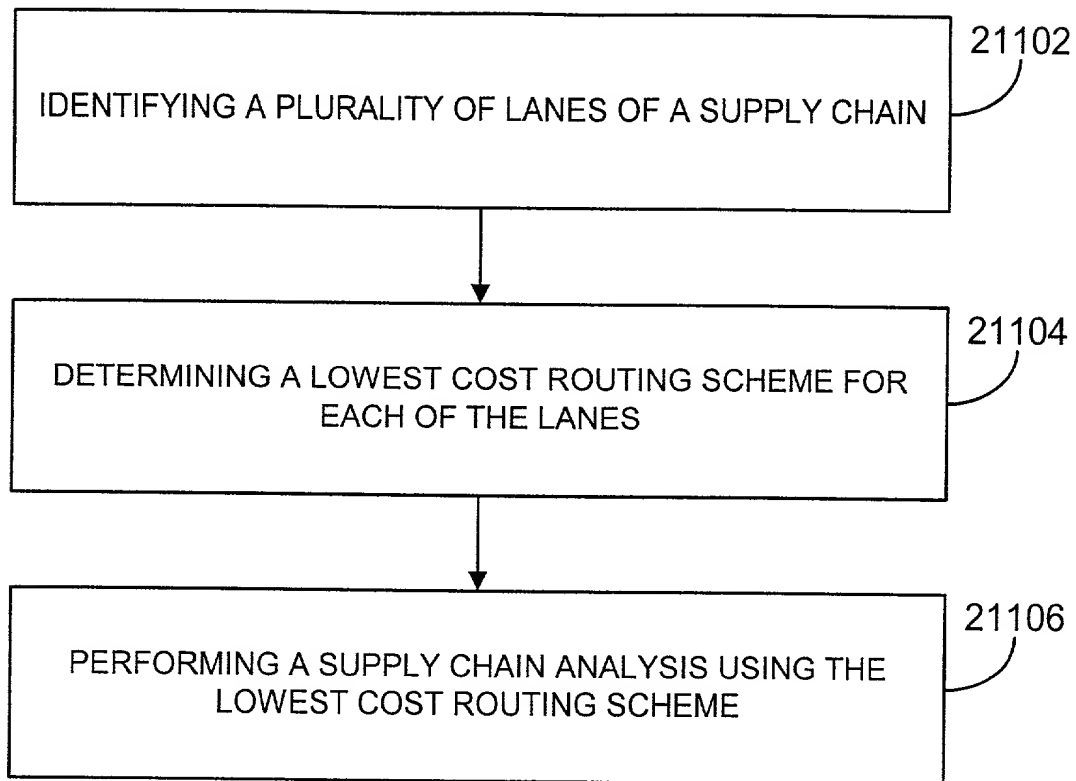 21102
IDENTIFYING A PLURALITY OF LANES OF A SUPPLY CHAIN
21104
DETERMINING A LOWEST COST ROUTING SCHEME FOR
EACH OF THE LANES
21106
PERFORMING A SUPPLY CHAIN ANALYSIS USING THE
LOWEST COST ROUTING SCHEME